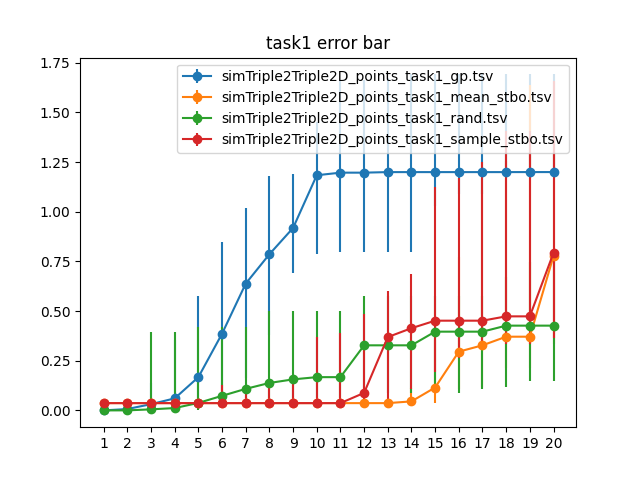 task1 error bar
simTriple2Triple2D_points_task1_gp.tsv
simTriple2Triple2D_points_task1_mean_stbo.tsv
simTriple2Triple2D_points_task1_rand.tsv
simTriple2Triple2D_points_task1_sample_stbo.tsv
1.75
1.50
1.25
1.00
0.75
0.50
0.25
0.00
1 2 3 4 5 6 7 8 9 10 11 12 13 14 15 16 17 18 19 20